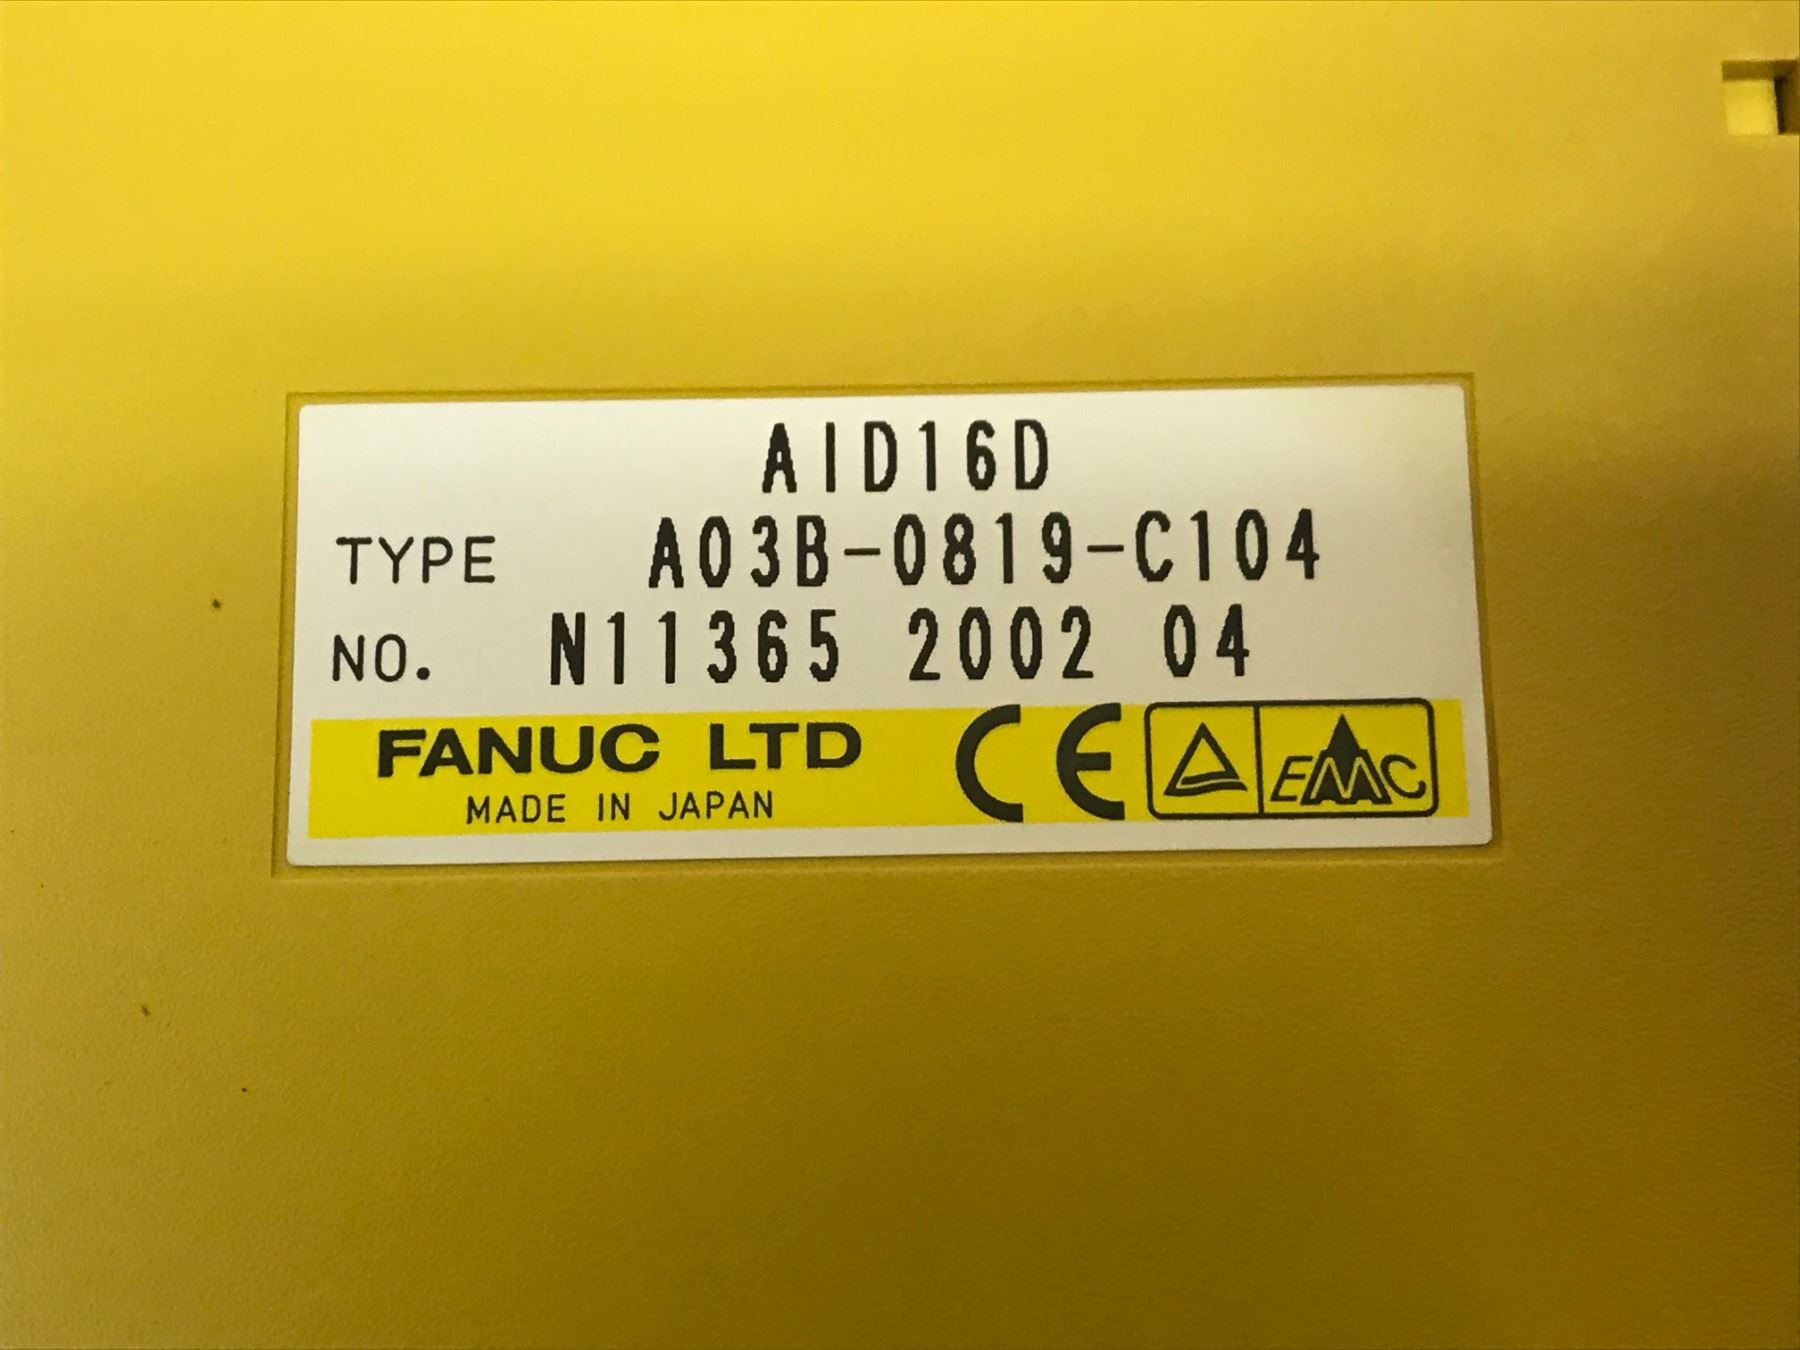 AID16D
TYPE A03B-0819-C104
NO. N11365 2002 04
FANUC LTD
MADE IN JAPAN
CE
EMC